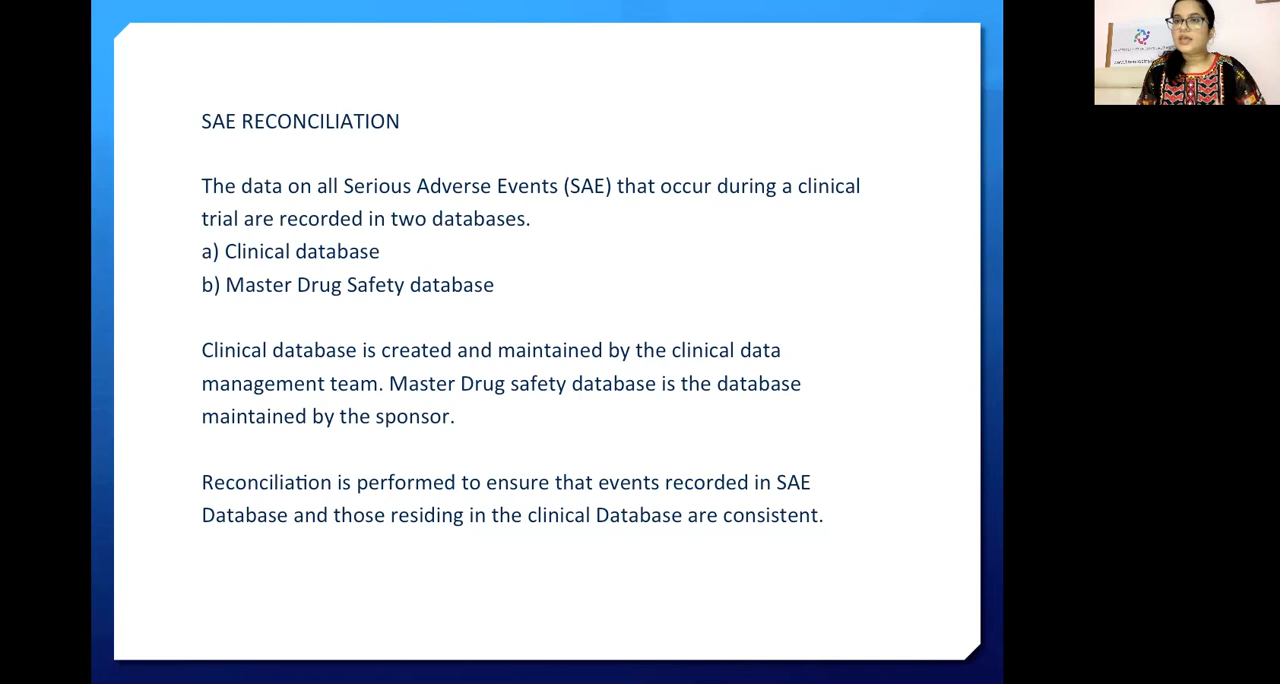 SAE RECONCILIATION
The data on all Serious Adverse Events (SAE) that occur during a clinical
trial are recorded in two databases.
a) Clinical database
b) Master Drug Safety database
Clinical database is created and maintained by the clinical data
management team. Master Drug safety database is the database
maintained by the sponsor.
Reconciliation is performed to ensure that events recorded in SAE
Database and those residing in the clinical Database are consistent.